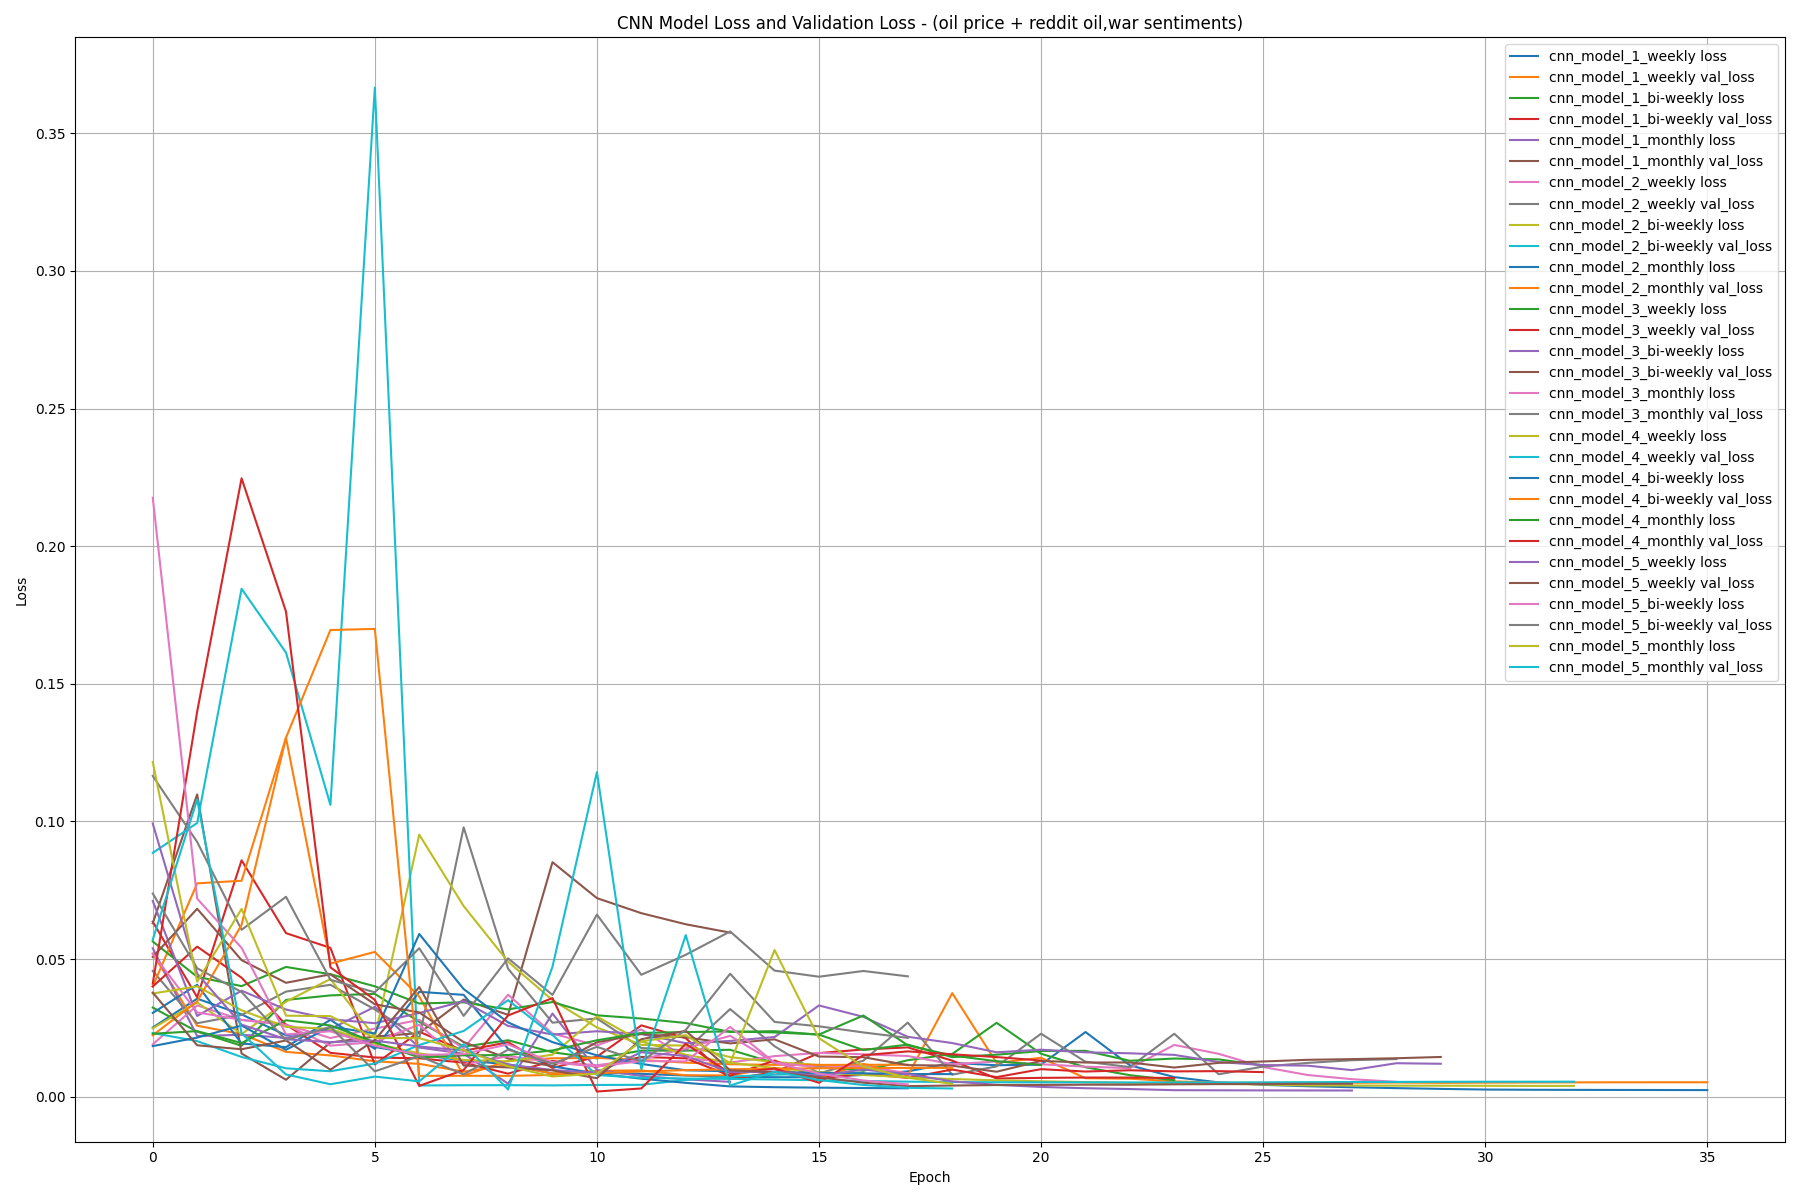 CNN Model Loss and Validation Loss - (oil price + reddit oil,war sentiments)
cnn_model_1_weekly loss
cnn_model_1_weekly val_loss
cnn_model_1_bi-weekly loss
cnn_model_1_bi-weekly val_loss
cnn_model_1_monthly loss
cnn_model_1_monthly val_loss
cnn_model_2_weekly loss
cnn_model_2_weekly val_loss
cnn_model_2_bi-weekly loss
cnn_model_2_bi-weekly val_loss
cnn_model_2_monthly loss
cnn_model_2_monthly val_loss
cnn_model_3_weekly loss
cnn_model_3_weekly val_loss
cnn_model_3_bi-weekly loss
cnn_model_3_bi-weekly val_loss
cnn_model_3_monthly loss
cnn_model_3_monthly val_loss
cnn_model_4_weekly loss
cnn_model_4_weekly val_loss
cnn_model_4_bi-weekly loss
cnn_model_4_bi-weekly val_loss
cnn_model_4_monthly loss
cnn_model_4_monthly val_loss
cnn_model_5_weekly loss
cnn_model_5_weekly val_loss
cnn_model_5_bi-weekly loss
cnn_model_5_bi-weekly val_loss
cnn_model_5_monthly loss
cnn_model_5_monthly val_loss
Loss
0.35
0.30
0.25
0.20
0.15
0.10
0.05
0.00
0 5 10 15 20 25 30 35
Epoch